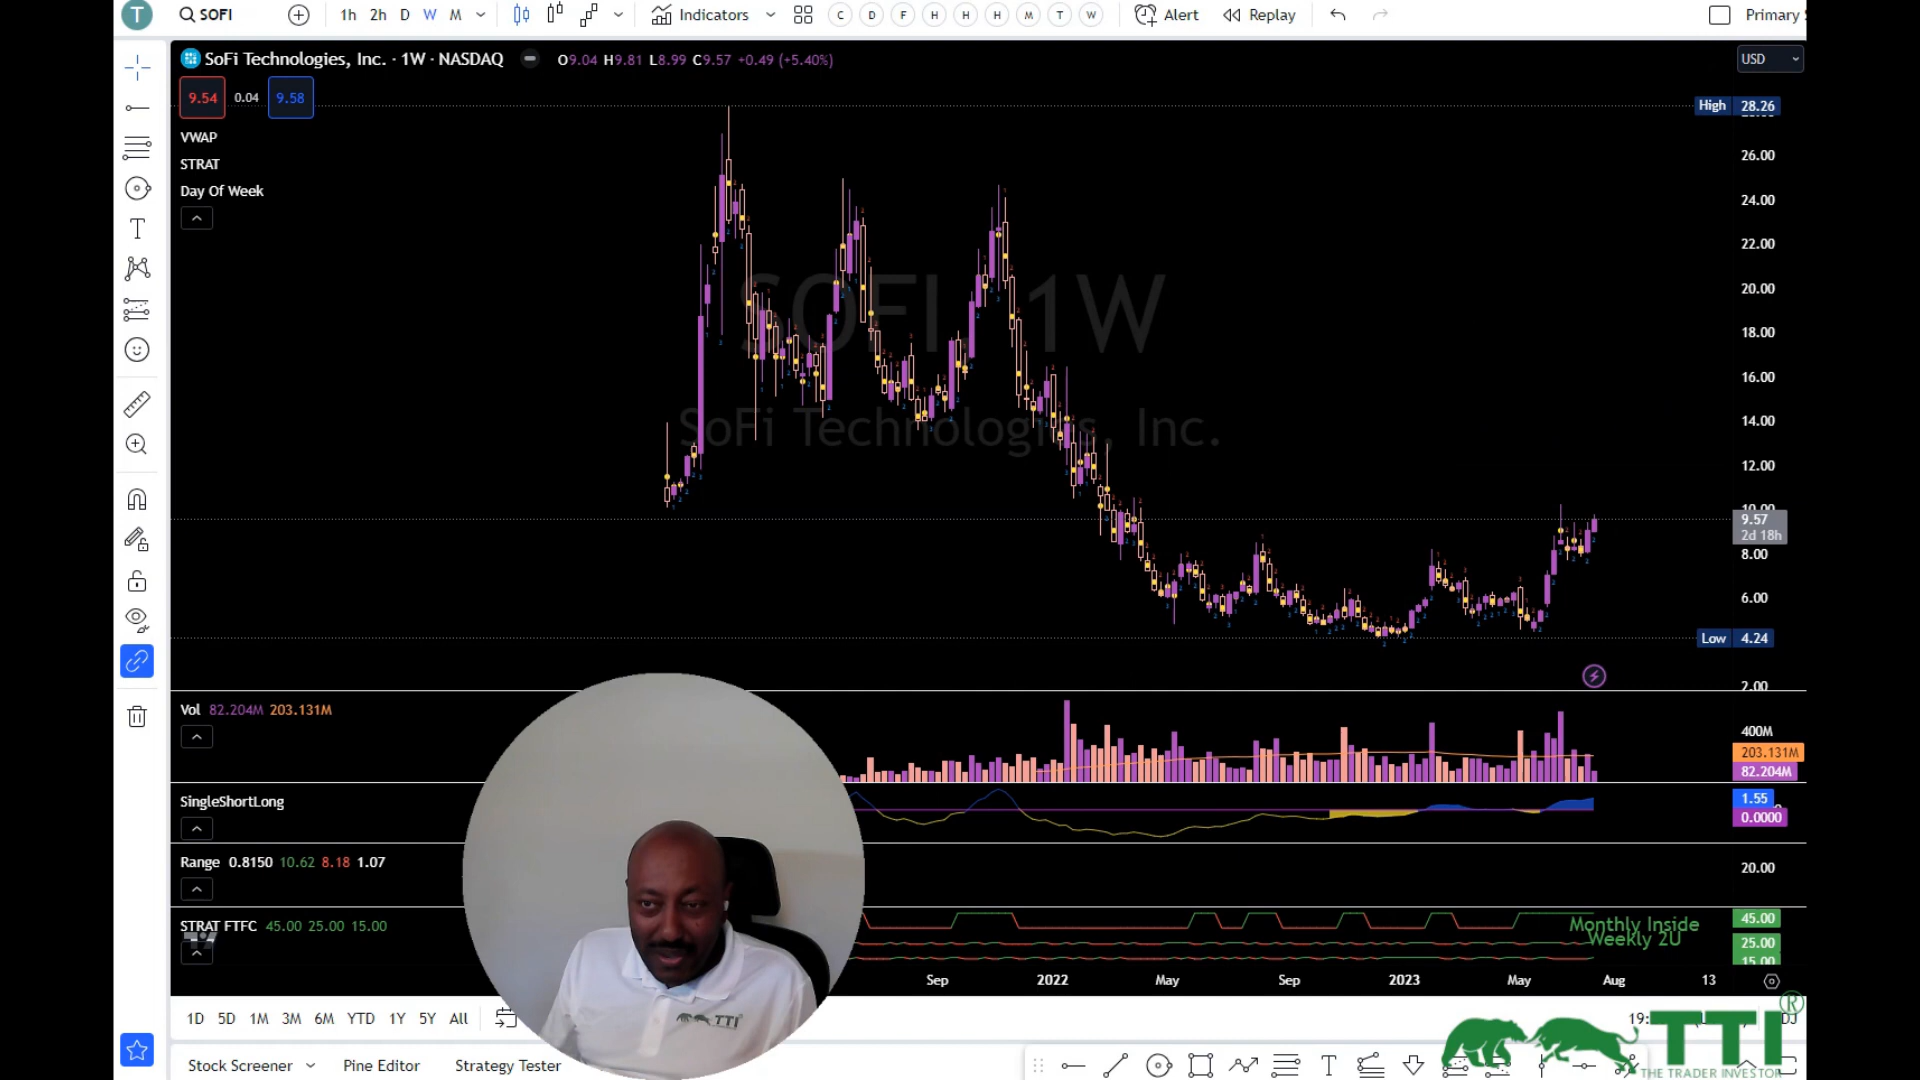 T SOFI 1h 2h D W M Indicators C D F H H H M T W Alert Replay Primary
SoFi Technologies, Inc. · 1W · NASDAQ O9.04 H9.81 L8.99 C9.57 +0.49 (+5.40%) USD
9.54 0.04 9.58
High 28.26
VWAP
STRAT
Day Of Week
26.00
24.00
22.00
20.00
18.00
16.00
14.00
12.00
10.00
9.57
2d 18h
8.00
6.00
Low 4.24
2.00
SOFI, 1W
SoFi Technologies, Inc.
Vol 82.204M 203.131M
400M
203.131M
82.204M
SingleShortLong
1.55
0.0000
Range 0.8150 10.62 8.18 1.07
20.00
STRAT FTFC 45.00 25.00 15.00
Monthly Inside
Weekly 2U
45.00
25.00
15.00
Sep 2022 May Sep 2023 May Aug 13
1D 5D 1M 3M 6M YTD 1Y 5Y All
19:
TTI
Stock Screener Pine Editor Strategy Tester
TTI ®
THE TRADER INVESTOR